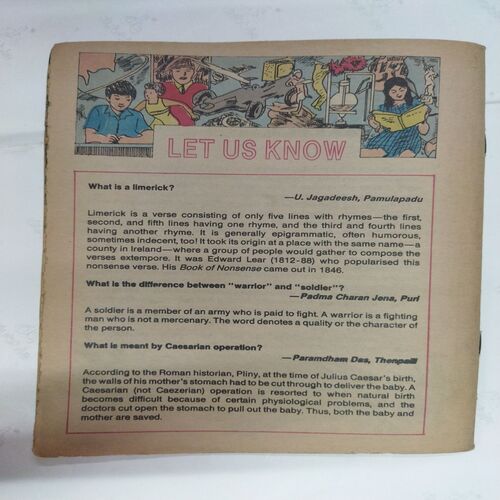 LET US KNOW
What is a limerick?
—U. Jagadeesh, Pamulapadu
Limerick is a verse consisting of only five lines with rhymes—the first,
second, and fifth lines having one rhyme, and the third and fourth lines
having another rhyme. It is generally epigrammatic, often humorous,
sometimes indecent, too! It took its origin at a place with the same name—a
county in Ireland—where a group of people would gather to compose the
verses extempore. It was Edward Lear (1812-88) who popularised this
nonsense verse. His Book of Nonsense came out in 1846.
What is the difference between "warrior" and "soldier"?
—Padma Charan Jena, Puri
A soldier is a member of an army who is paid to fight. A warrior is a fighting
man who is not a mercenary. The word denotes a quality or the character of
the person.
What is meant by Caesarian operation?
—Paramdham Das, Thenpalli
According to the Roman historian, Pliny, at the time of Julius Caesar's birth,
the walls of his mother's stomach had to be cut through to deliver the baby. A
Caesarian (not Caezerian) operation is resorted to when natural birth
becomes difficult because of certain physiological problems, and the
doctors cut open the stomach to pull out the baby. Thus, both the baby and
mother are saved.